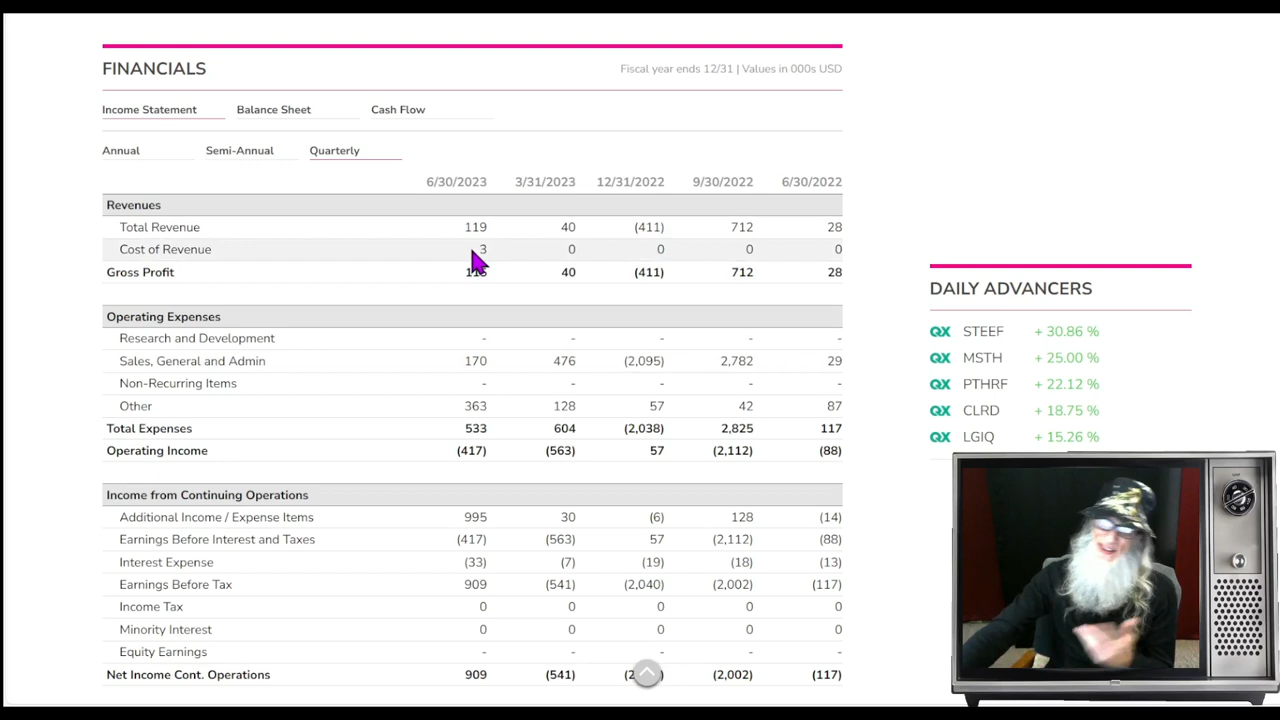 FINANCIALS
Fiscal year ends 12/31 | Values in 000s USD
Income Statement Balance Sheet Cash Flow
Annual Semi-Annual Quarterly
6/30/2023 3/31/2023 12/31/2022 9/30/2022 6/30/2022
Revenues
Total Revenue 119 40 (411) 712 28
Cost of Revenue 3 0 0 0 0
Gross Profit 40 (411) 712 28
Operating Expenses
Research and Development - - - - -
Sales, General and Admin 170 476 (2,095) 2,782 29
Non-Recurring Items - - - - -
Other 363 128 57 42 87
Total Expenses 533 604 (2,038) 2,825 117
Operating Income (417) (563) 57 (2,112) (88)
Income from Continuing Operations
Additional Income / Expense Items 995 30 (6) 128 (14)
Earnings Before Interest and Taxes (417) (563) 57 (2,112) (88)
Interest Expense (33) (7) (19) (18) (13)
Earnings Before Tax 909 (541) (2,040) (2,002) (117)
Income Tax 0 0 0 0 0
Minority Interest 0 0 0 0 0
Equity Earnings - - - - -
Net Income Cont. Operations 909 (541) (2,002) (117)
DAILY ADVANCERS
QX STEEF + 30.86 %
QX MSTH + 25.00 %
QX PTHRF + 22.12 %
QX CLRD + 18.75 %
QX LGIQ + 15.26 %